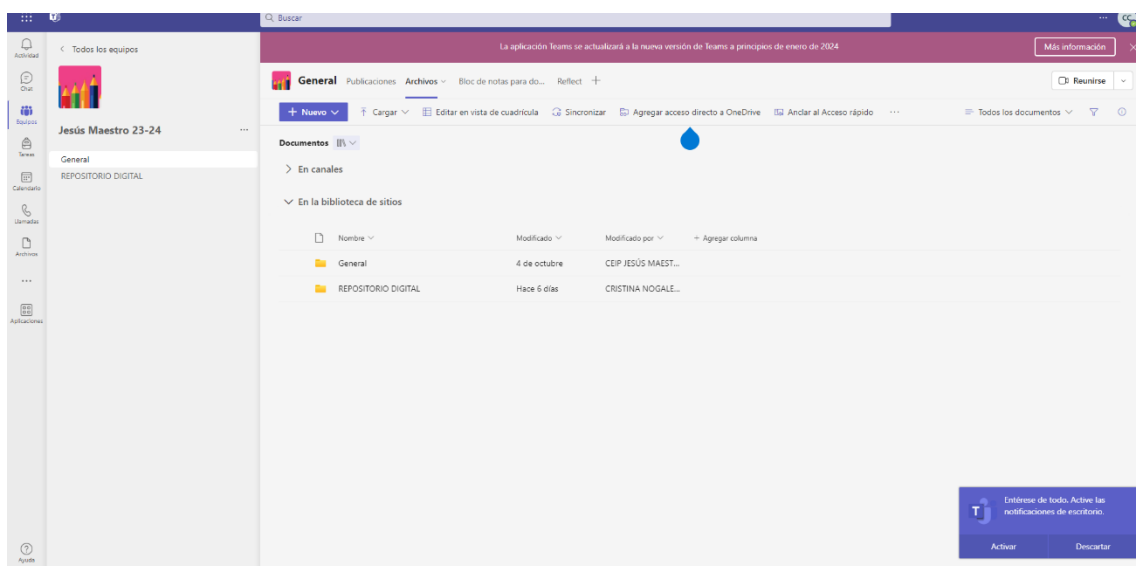 Buscar
CC
Actividad
Chat
Equipos
Tareas
Calendario
Llamadas
Archivos
Aplicaciones
Ayuda
Todos los equipos
Jesús Maestro 23-24
General
REPOSITORIO DIGITAL
La aplicación Teams se actualizará a la nueva versión de Teams a principios de enero de 2024
Más información
General Publicaciones Archivos Bloc de notas para do... Reflect
Reunirse
Nuevo Cargar Editar en vista de cuadrícula Sincronizar Agregar acceso directo a OneDrive Anclar al Acceso rápido ... Todos los documentos
Documentos
En canales
En la biblioteca de sitios
Nombre Modificado Modificado por + Agregar columna
General 4 de octubre CEIP JESÚS MAEST...
REPOSITORIO DIGITAL Hace 6 días CRISTINA NOGALE...
Entérese de todo. Active las
notificaciones de escritorio.
Activar Descartar